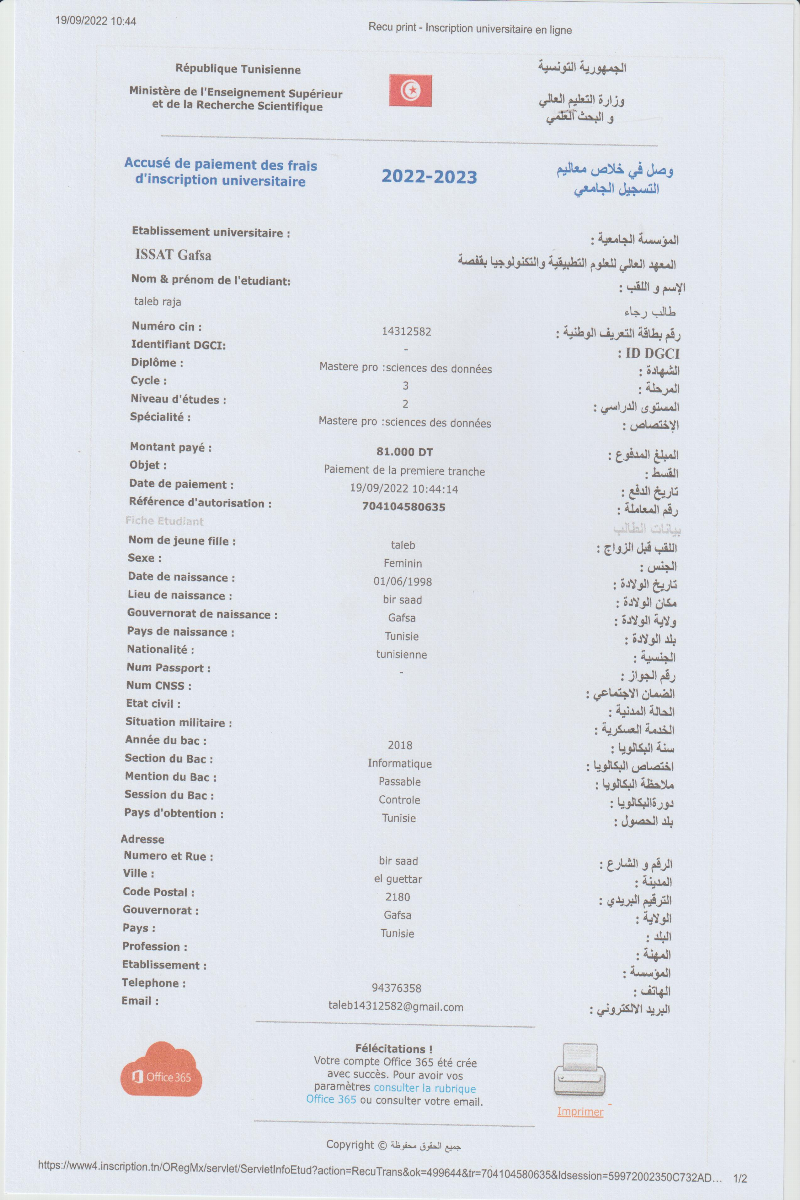 19/09/2022 10:44
Recu print - Inscription universitaire en ligne
République Tunisienne
الجمهورية التونسية
Ministère de l'Enseignement Supérieur
et de la Recherche Scientifique
وزارة التعليم العالي
و البحث العلمي
Accusé de paiement des frais
d'inscription universitaire
2022-2023
وصل في خلاص معاليم
التسجيل الجامعي
Etablissement universitaire :
المؤسسة الجامعية :
ISSAT Gafsa
المعهد العالي للعلوم التطبيقية والتكنولوجيا بقفصة
Nom & prénom de l'etudiant:
الإسم و اللقب :
taleb raja
طالب رجاء
Numéro cin : 14312582 رقم بطاقة التعريف الوطنية :
Identifiant DGCI: - ID DGCI :
Diplôme : Mastere pro :sciences des données الشهادة :
Cycle : 3 المرحلة :
Niveau d'études : 2 المستوى الدراسي :
Spécialité : Mastere pro :sciences des données الإختصاص :
Montant payé : 81.000 DT المبلغ المدفوع :
Objet : Paiement de la premiere tranche القسط :
Date de paiement : 19/09/2022 10:44:14 تاريخ الدفع :
Référence d'autorisation : 704104580635 رقم المعاملة :
Fiche Etudiant بيانات الطالب
Nom de jeune fille : taleb اللقب قبل الزواج :
Sexe : Feminin الجنس :
Date de naissance : 01/06/1998 تاريخ الولادة :
Lieu de naissance : bir saad مكان الولادة :
Gouvernorat de naissance : Gafsa ولاية الولادة :
Pays de naissance : Tunisie بلد الولادة :
Nationalité : tunisienne الجنسية :
Num Passport : - رقم الجواز :
Num CNSS : الضمان الاجتماعي :
Etat civil : الحالة المدنية :
Situation militaire : الخدمة العسكرية :
Année du bac : 2018 سنة البكالويا :
Section du Bac : Informatique اختصاص البكالويا :
Mention du Bac : Passable ملاحظة البكالويا :
Session du Bac : Controle دورةالبكالويا :
Pays d'obtention : Tunisie بلد الحصول :
Adresse
Numero et Rue : bir saad الرقم و الشارع :
Ville : el guettar المدينة :
Code Postal : 2180 الترقيم البريدي :
Gouvernorat : Gafsa الولاية :
Pays : Tunisie البلد :
Profession : المهنة :
Etablissement : المؤسسة :
Telephone : 94376358 الهاتف :
Email : taleb14312582@gmail.com البريد الالكتروني :
Office 365
Félécitations !
Votre compte Office 365 été crée
avec succès. Pour avoir vos
paramètres consulter la rubrique
Office 365 ou consulter votre email.
Imprimer
Copyright © جميع الحقوق محفوظة
https://www4.inscription.tn/ORegMx/servlet/ServletInfoEtud?action=RecuTrans&ok=499644&tr=704104580635&Idsession=59972002350C732AD... 1/2